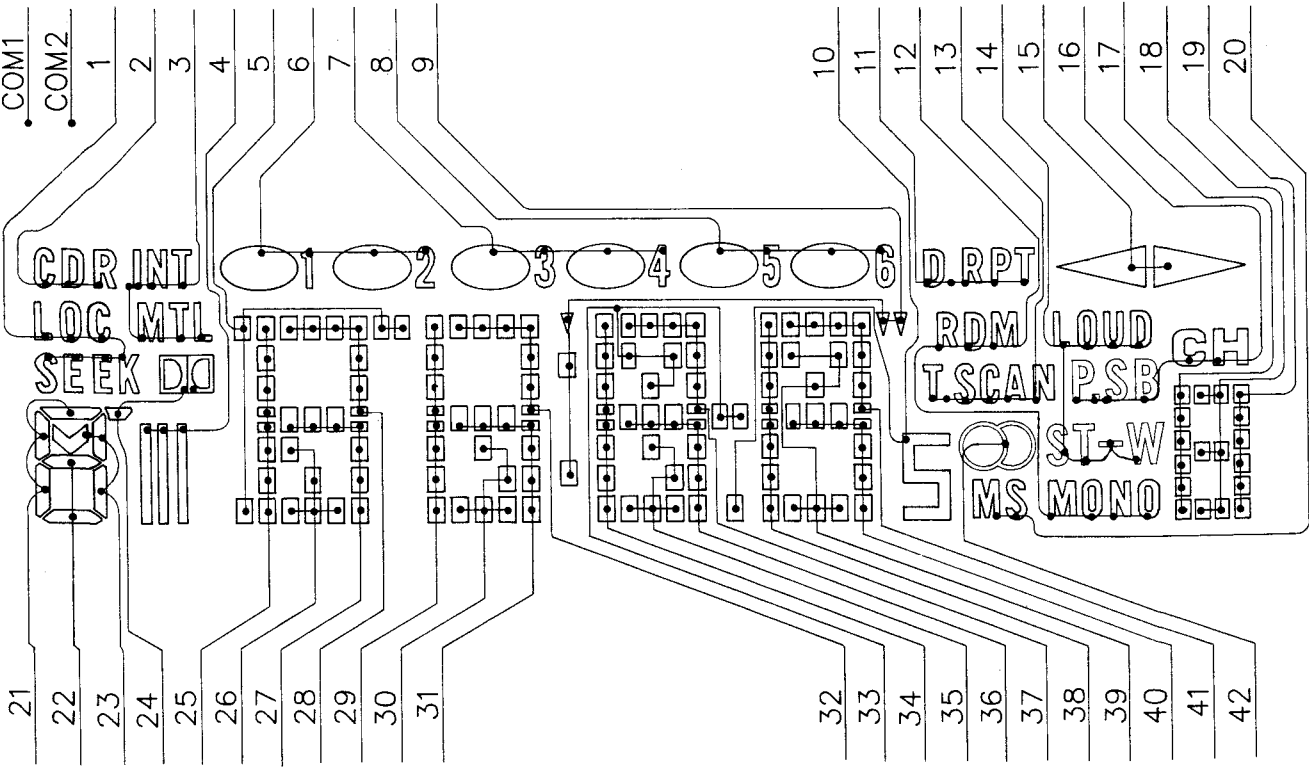 COM1 COM2 1 2 3 4 5 6 7 8 9 10 11 12 13 14 15 16 17 18 19 20
CDR INT 1 2 3 4 5 6 D.RPT
LOC MTL RDM LOUD CH
SEEK T.SCAN P.SB
ST-W
MS MONO
21 22 23 24 25 26 27 28 29 30 31 32 33 34 35 36 37 38 39 40 41 42